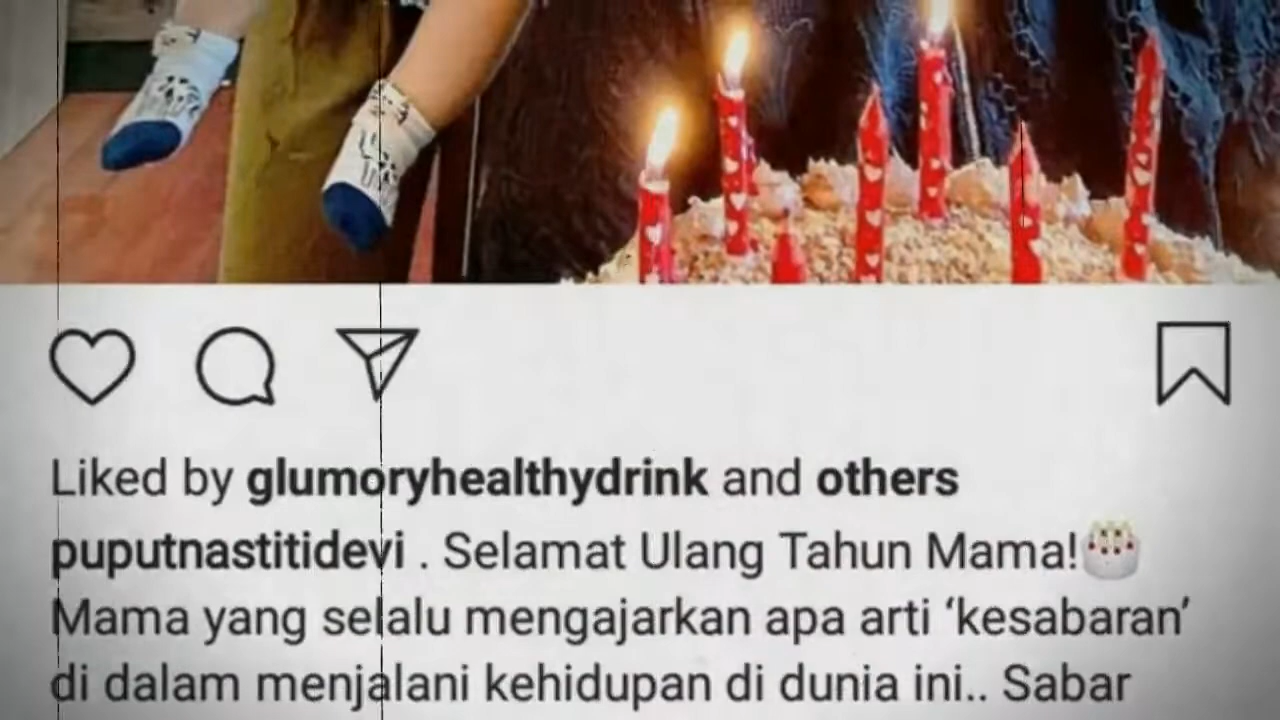 Liked by glumoryhealthydrink and others
puputnastitidevi . Selamat Ulang Tahun Mama!🎂
Mama yang selalu mengajarkan apa arti ‘kesabaran’
di dalam menjalani kehidupan di dunia ini.. Sabar